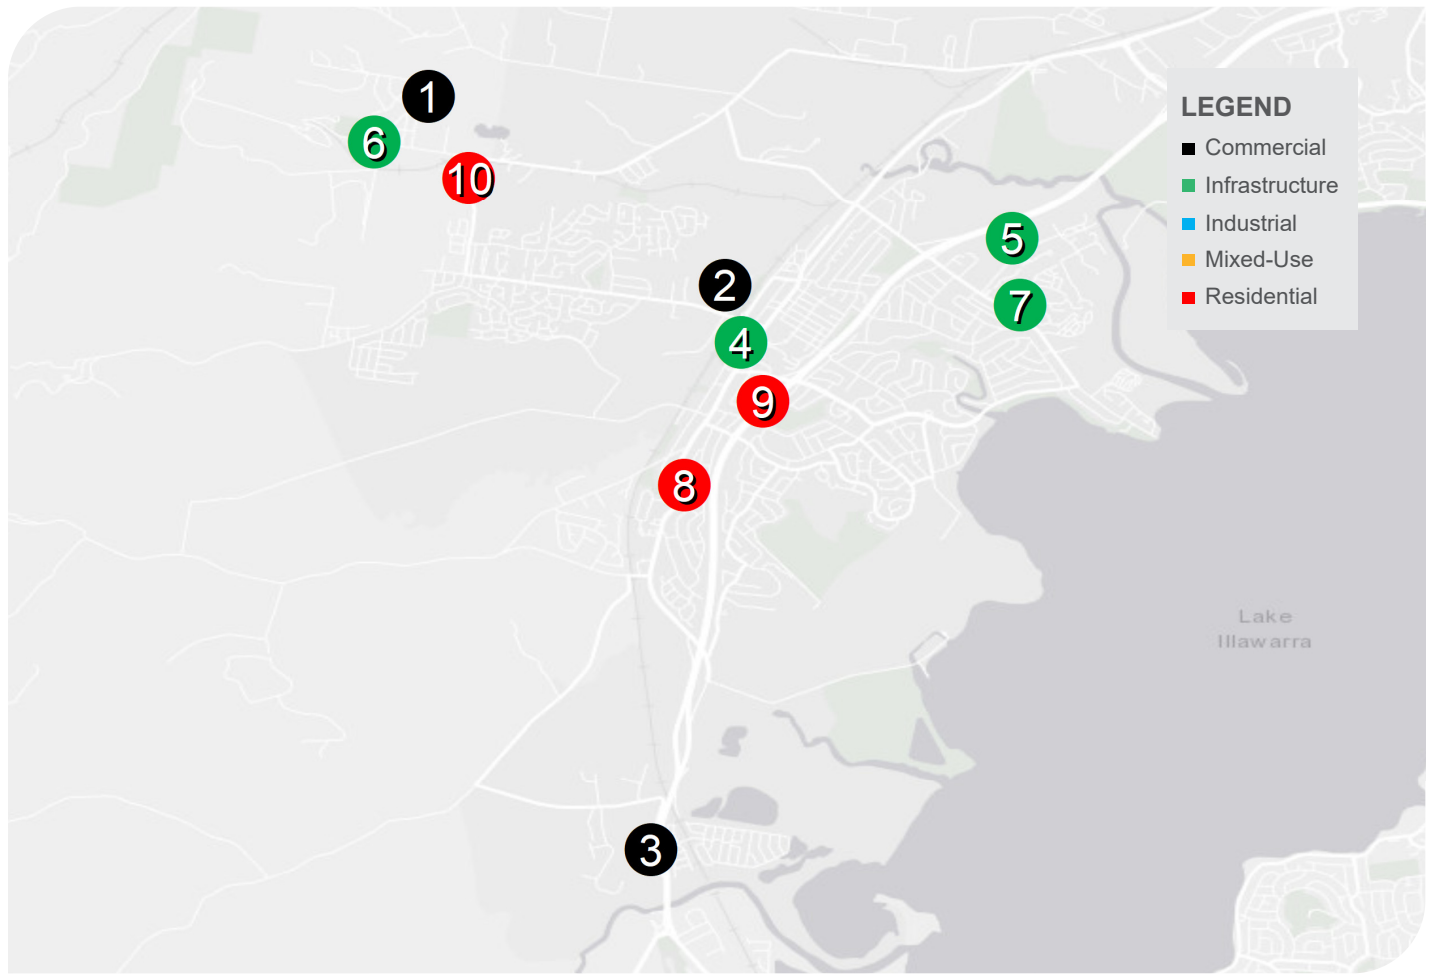 1
6
10
LEGEND
Commercial
Infrastructure
Industrial
Mixed-Use
Residential
5
2
7
4
9
8
Lake
Illawarra
3